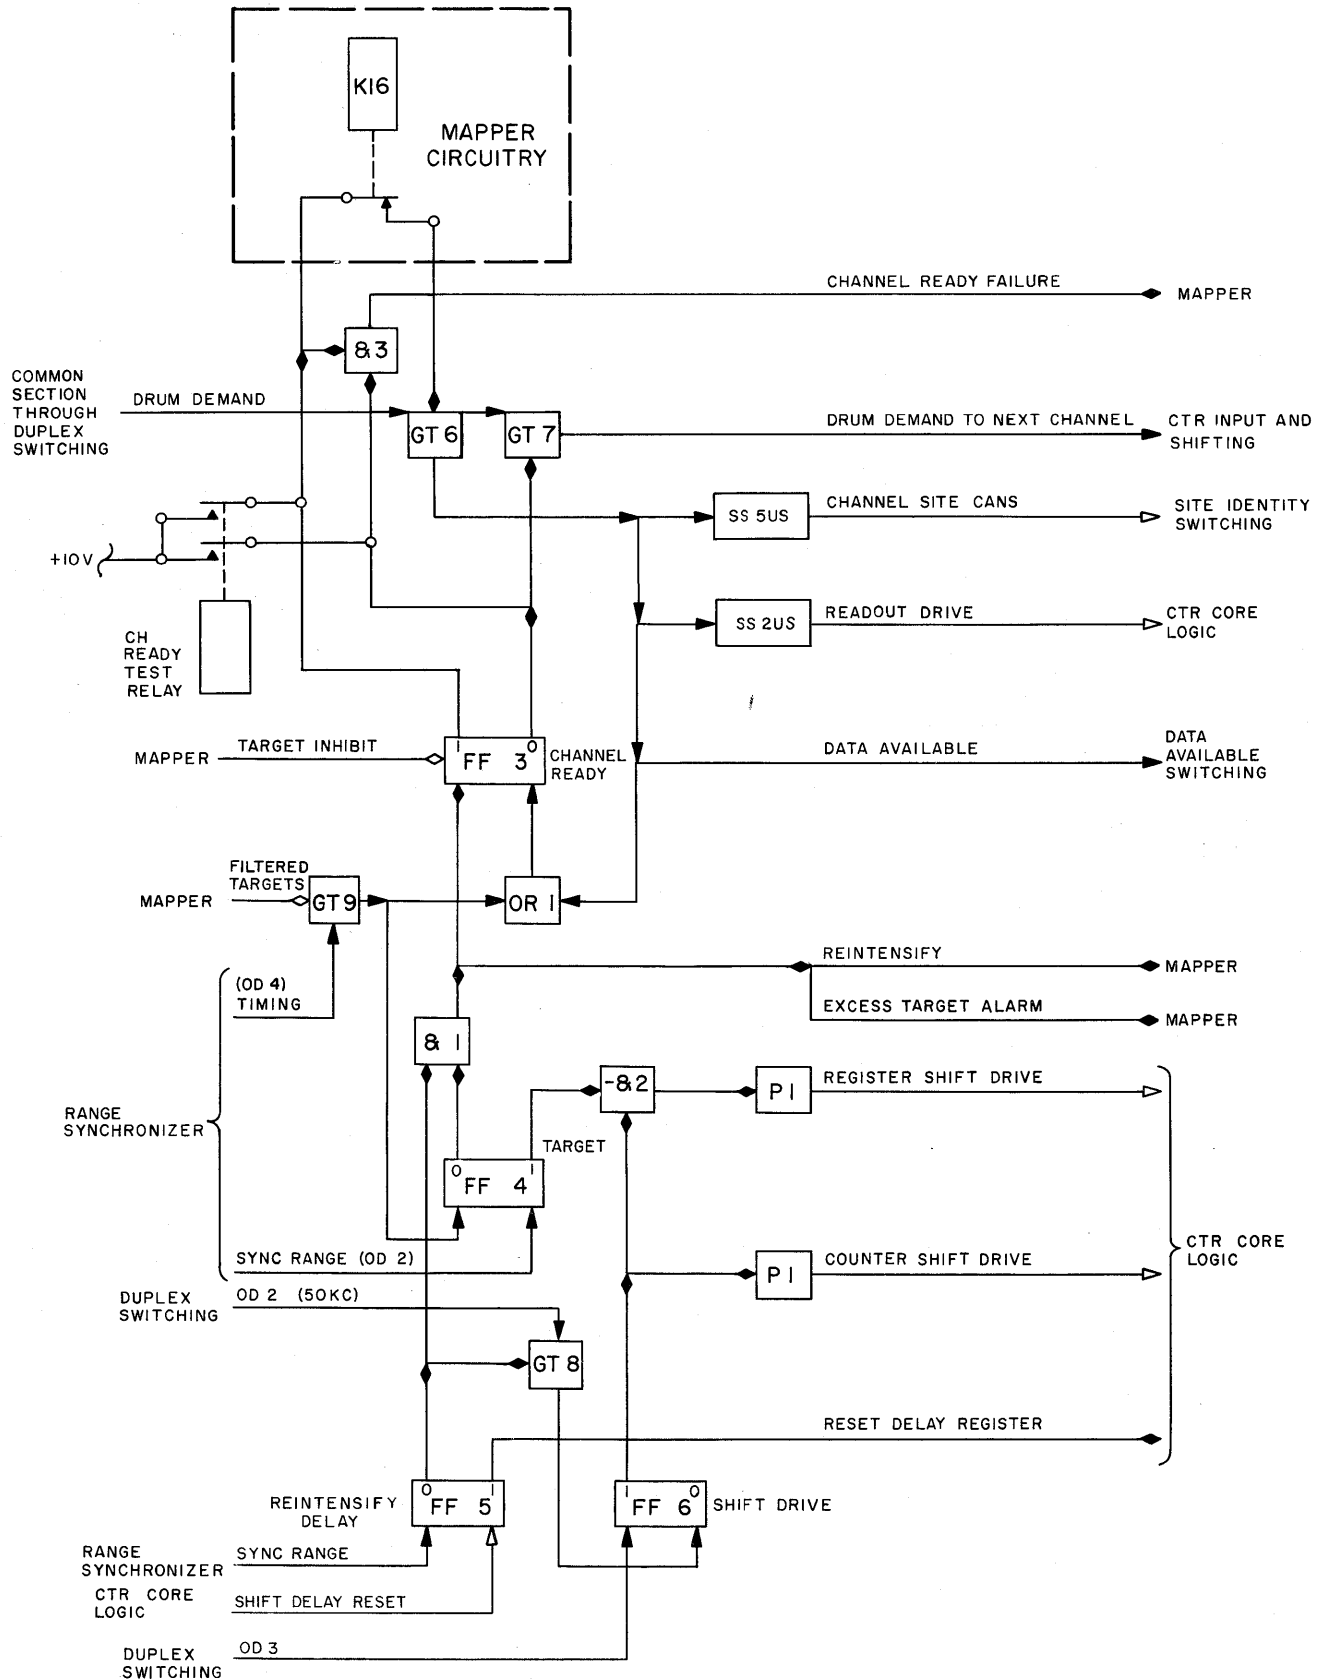 K16
MAPPER
CIRCUITRY
CHANNEL READY FAILURE
MAPPER
&3
COMMON
SECTION
THROUGH
DUPLEX
SWITCHING
DRUM DEMAND
GT 6
GT 7
DRUM DEMAND TO NEXT CHANNEL
CTR INPUT AND
SHIFTING
CHANNEL SITE CANS
SS 5US
SITE IDENTITY
SWITCHING
+10V
READOUT DRIVE
SS 2US
CTR CORE
LOGIC
CH
READY
TEST
RELAY
MAPPER
TARGET INHIBIT
1
0
FF 3
CHANNEL
READY
DATA AVAILABLE
DATA
AVAILABLE
SWITCHING
FILTERED
TARGETS
MAPPER
GT 9
OR 1
REINTENSIFY
MAPPER
(OD 4)
TIMING
EXCESS TARGET ALARM
MAPPER
& 1
-&2
P1
REGISTER SHIFT DRIVE
RANGE
SYNCHRONIZER
TARGET
0
1
FF 4
SYNC RANGE (OD 2)
P1
COUNTER SHIFT DRIVE
CTR CORE
LOGIC
DUPLEX
SWITCHING
OD 2 (50KC)
GT 8
RESET DELAY REGISTER
REINTENSIFY
DELAY
0
1
FF 5
1
0
FF 6
SHIFT DRIVE
RANGE
SYNCHRONIZER
SYNC RANGE
CTR CORE
LOGIC
SHIFT DELAY RESET
DUPLEX
SWITCHING
OD 3